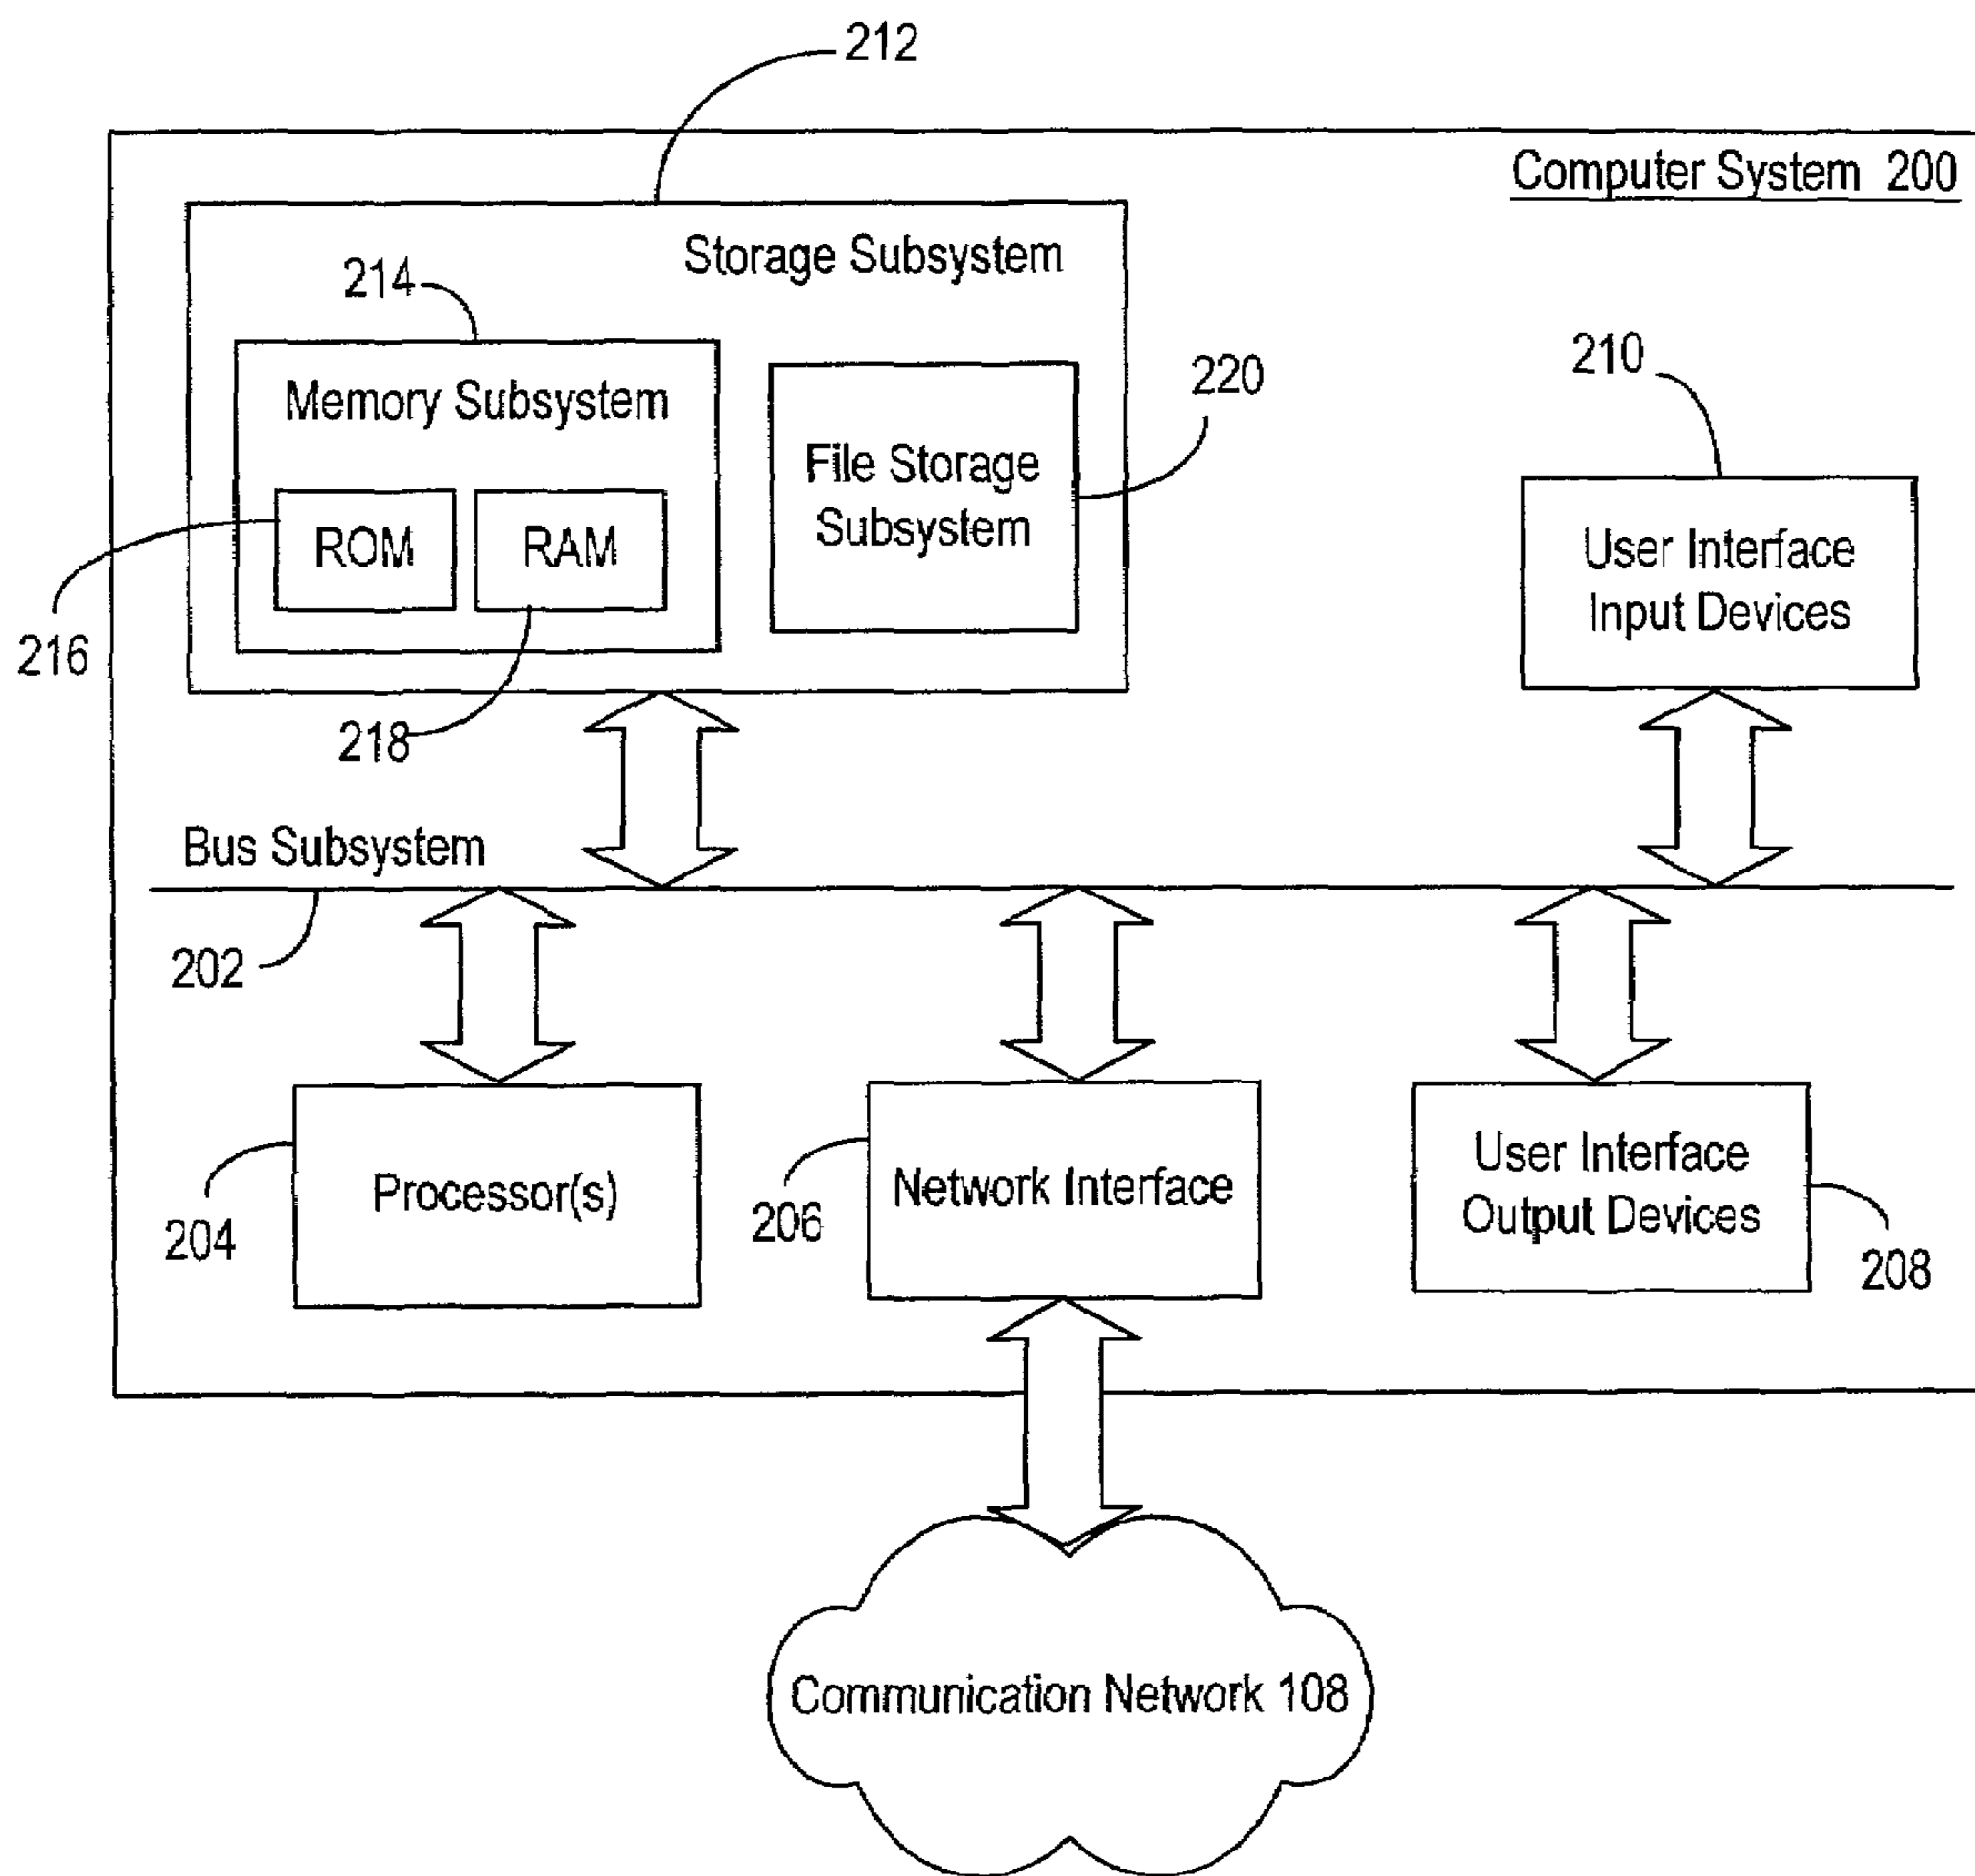 212
Computer System 200
Storage Subsystem
214
Memory Subsystem
220
File Storage
Subsystem
ROM
RAM
216
218
210
User Interface
Input Devices
Bus Subsystem
202
Processor(s)
204
Network Interface
206
User Interface
Output Devices
208
Communication Network 108